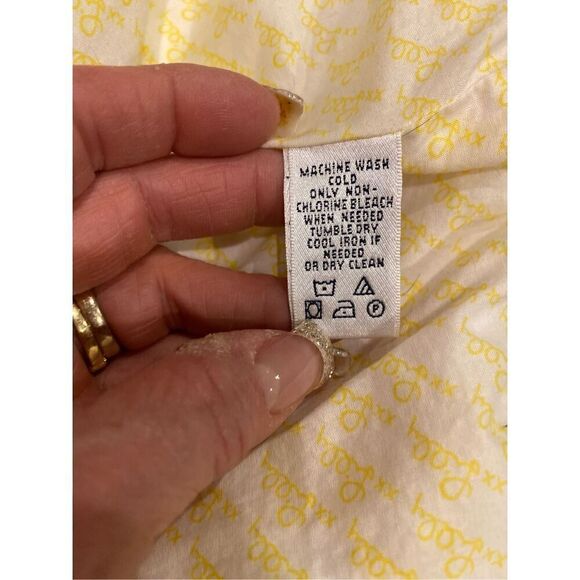 MACHINE WASH
COLD
ONLY NON-
CHLORINE BLEACH
WHEN NEEDED
TUMBLE DRY
COOL IRON IF
NEEDED
OR DRY CLEAN
P